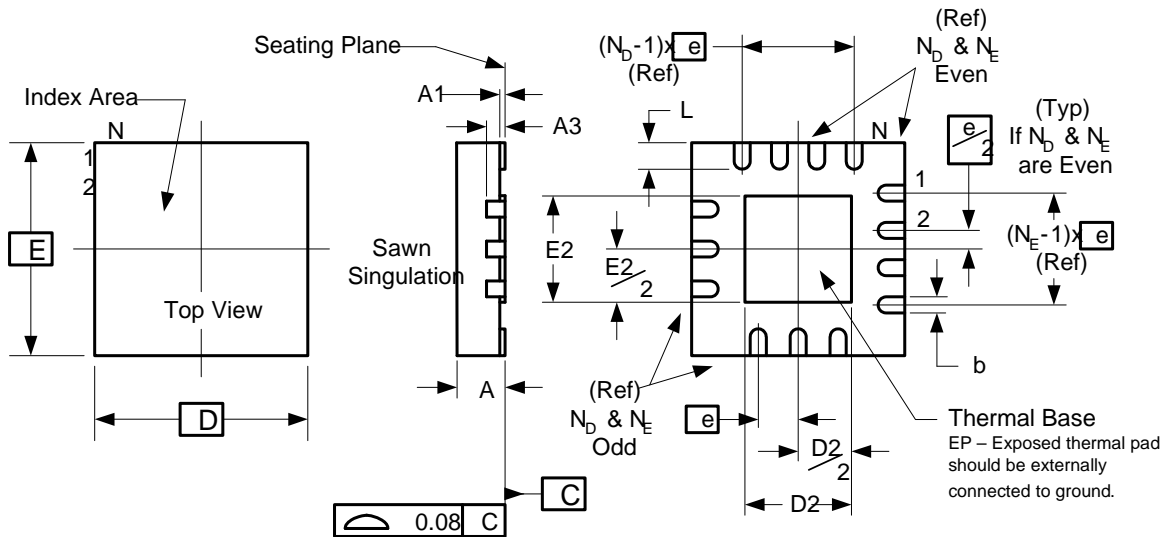 Seating Plane
Index Area
N
1
2
E
Top View
D
A1
A3
Sawn
Singulation
A
C
0.08 C
(N_D-1)x e
(Ref)
(Ref)
N_D & N_E
Even
L
N
e/2
(Typ)
If N_D & N_E
are Even
1
2
(N_E-1)x e
(Ref)
E2
E2/2
b
(Ref)
N_D & N_E
Odd
e
D2/2
D2
Thermal Base
EP – Exposed thermal pad
should be externally
connected to ground.